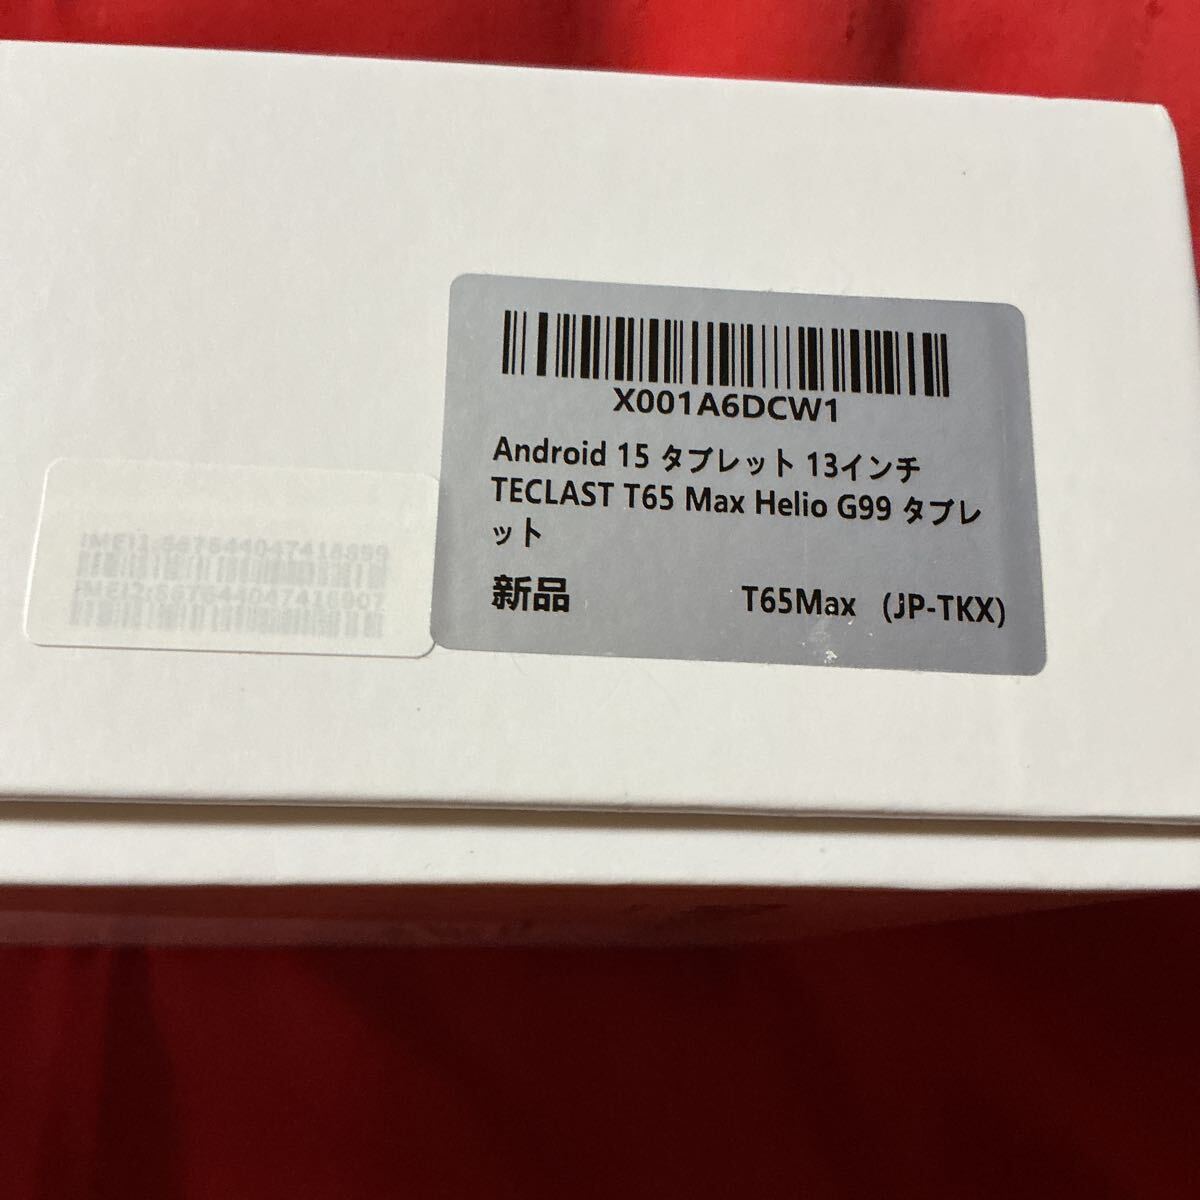 X001A6DCW1
Android 15 タブレット 13インチ
TECLAST T65 Max Helio G99 タブレ
ット
新品 T65Max (JP-TKX)